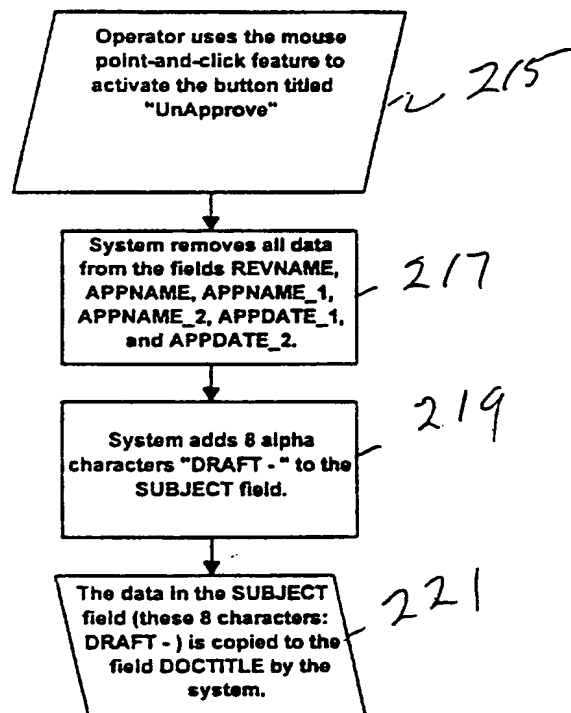 Operator uses the mouse
point-and-click feature to
activate the button titled
"UnApprove"
215
System removes all data
from the fields REVNAME,
APPNAME, APPNAME_1,
APPNAME_2, APPDATE_1,
and APPDATE_2.
217
System adds 8 alpha
characters "DRAFT - " to the
SUBJECT field.
219
The data in the SUBJECT
field (these 8 characters:
DRAFT - ) is copied to the
field DOCTITLE by the
system.
221